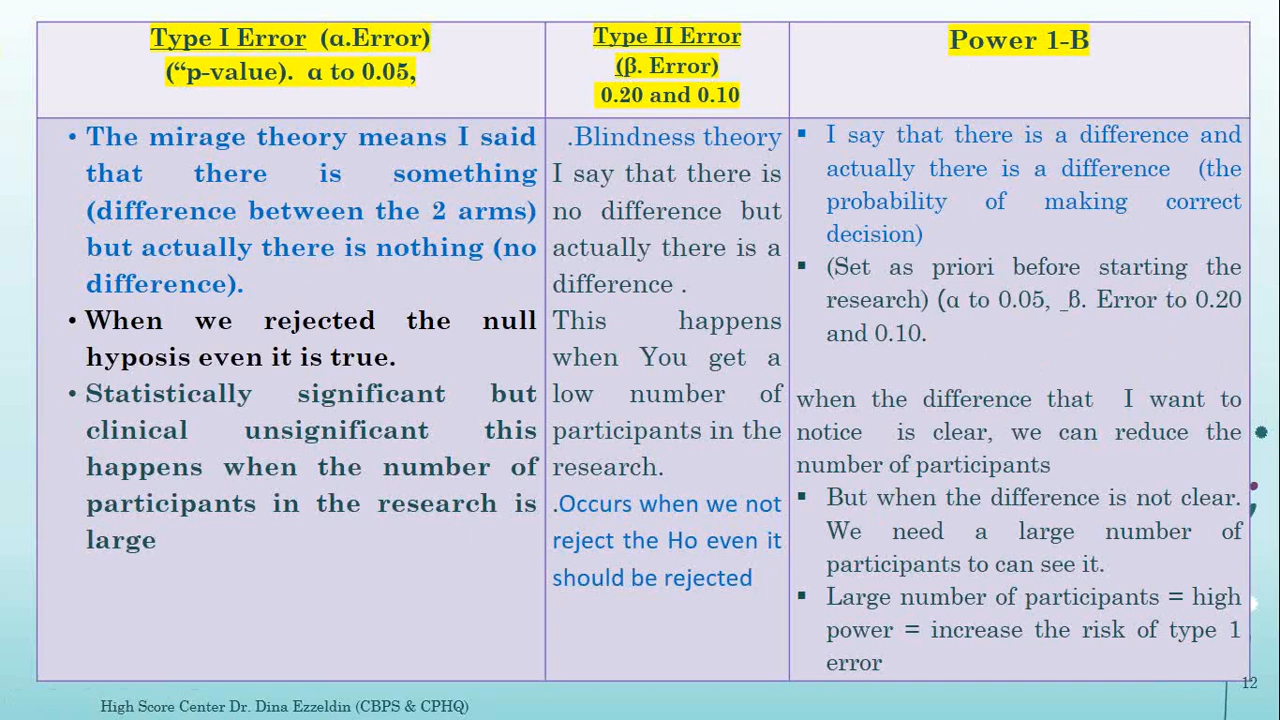 Type I Error (α.Error)
(“p-value). α to 0.05,
Type II Error
(β. Error)
0.20 and 0.10
Power 1-B
• The mirage theory means I said
that there is something
(difference between the 2 arms)
but actually there is nothing (no
difference).
• When we rejected the null
hyposis even it is true.
• Statistically significant but
clinical unsignificant this
happens when the number of
participants in the research is
large
.Blindness theory
I say that there is
no difference but
actually there is a
difference .
This happens
when You get a
low number of
participants in the
research.
.Occurs when we not
reject the Ho even it
should be rejected
▪ I say that there is a difference and
actually there is a difference (the
probability of making correct
decision)
▪ (Set as priori before starting the
research) (α to 0.05, _β. Error to 0.20
and 0.10.
when the difference that I want to
notice is clear, we can reduce the
number of participants
▪ But when the difference is not clear.
We need a large number of
participants to can see it.
▪ Large number of participants = high
power = increase the risk of type 1
error
12
High Score Center Dr. Dina Ezzeldin (CBPS & CPHQ)